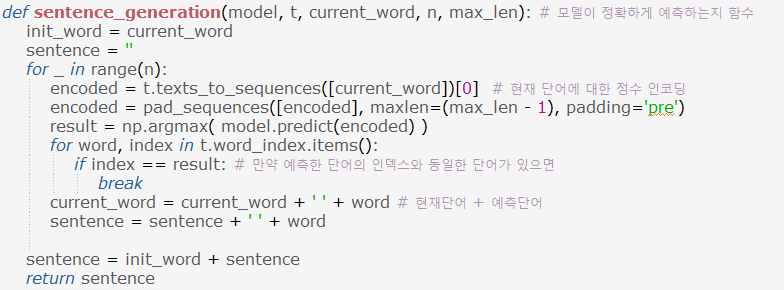 def sentence_generation(model, t, current_word, n, max_len): # 모델이 정확하게 예측하는지 함수
    init_word = current_word
    sentence = ''
    for _ in range(n):
        encoded = t.texts_to_sequences([current_word])[0]  # 현재 단어에 대한 정수 인코딩
        encoded = pad_sequences([encoded], maxlen=(max_len - 1), padding='pre')
        result = np.argmax( model.predict(encoded) )
        for word, index in t.word_index.items():
            if index == result: # 만약 예측한 단어의 인덱스와 동일한 단어가 있으면
                break
        current_word = current_word + ' ' + word # 현재단어 + 예측단어
        sentence = sentence + ' ' + word
    sentence = init_word + sentence
    return sentence